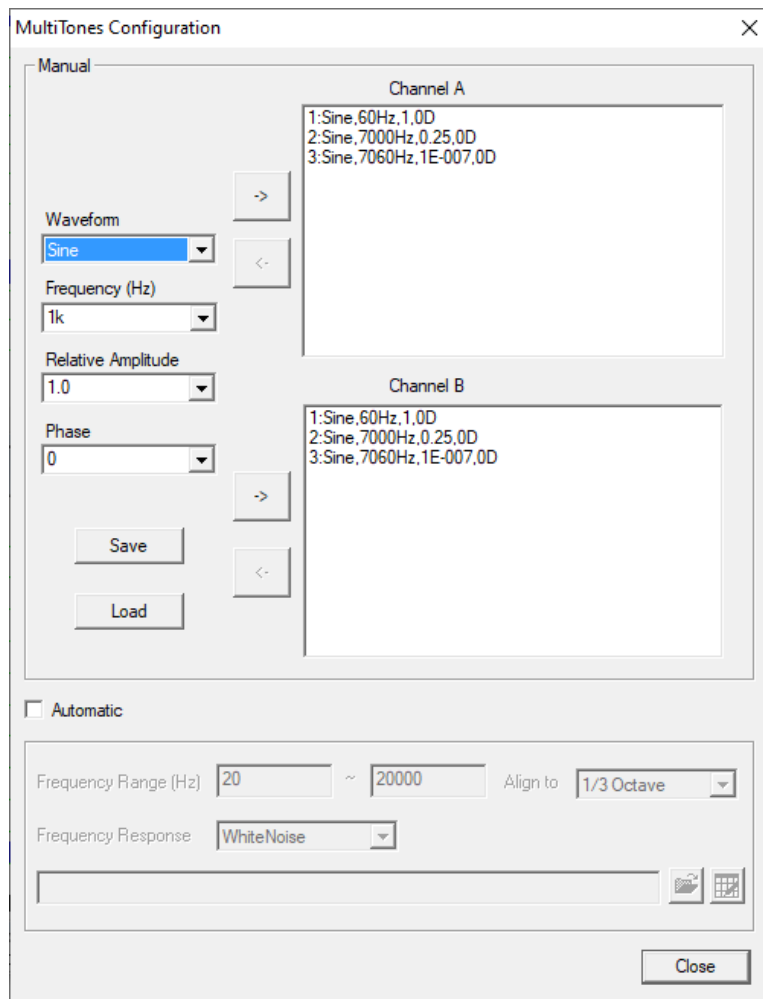 MultiTones Configuration
Manual
Channel A
1:Sine,60Hz,1,0D
2:Sine,7000Hz,0.25,0D
3:Sine,7060Hz,1E-007,0D
->
<-
Waveform
Sine
Frequency (Hz)
1k
Relative Amplitude
1.0
Phase
0
Channel B
1:Sine,60Hz,1,0D
2:Sine,7000Hz,0.25,0D
3:Sine,7060Hz,1E-007,0D
->
<-
Save
Load
Automatic
Frequency Range (Hz) 20 ~ 20000 Align to 1/3 Octave
Frequency Response WhiteNoise
Close